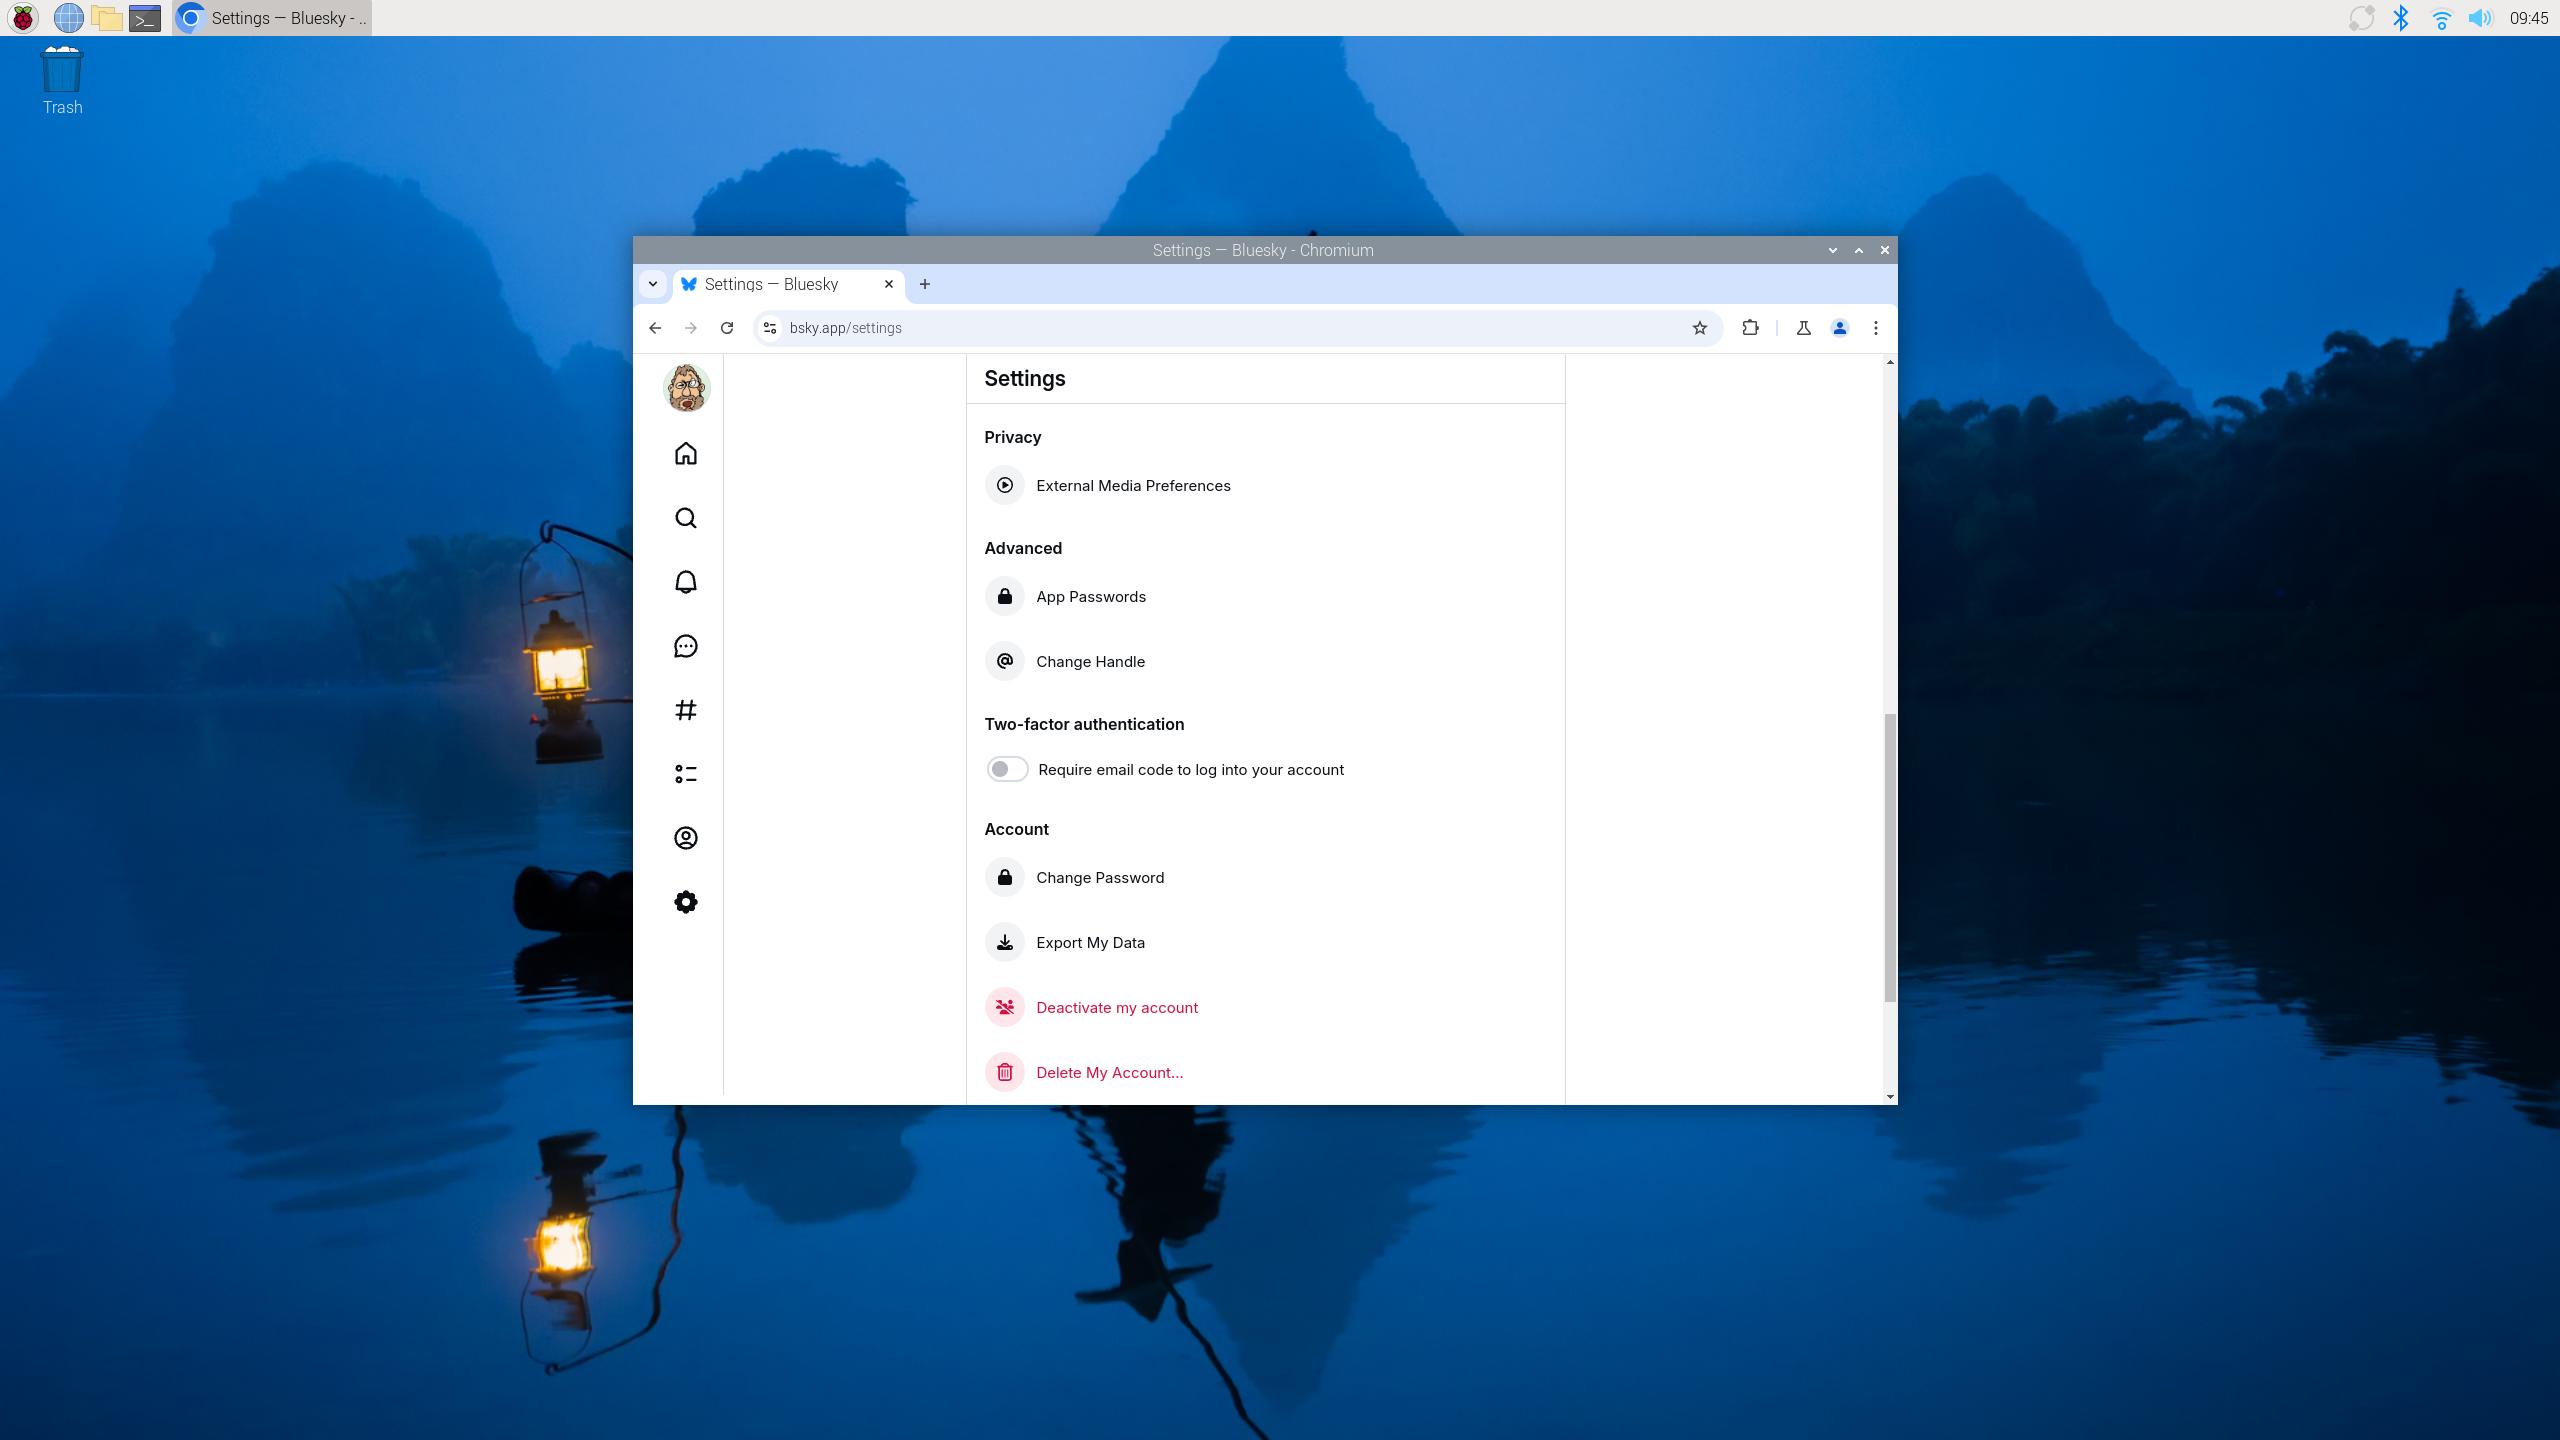 Settings — Bluesky - ..
09:45
Trash
Settings — Bluesky - Chromium
Settings — Bluesky
bsky.app/settings
Settings
Privacy
External Media Preferences
Advanced
App Passwords
Change Handle
Two-factor authentication
Require email code to log into your account
Account
Change Password
Export My Data
Deactivate my account
Delete My Account…